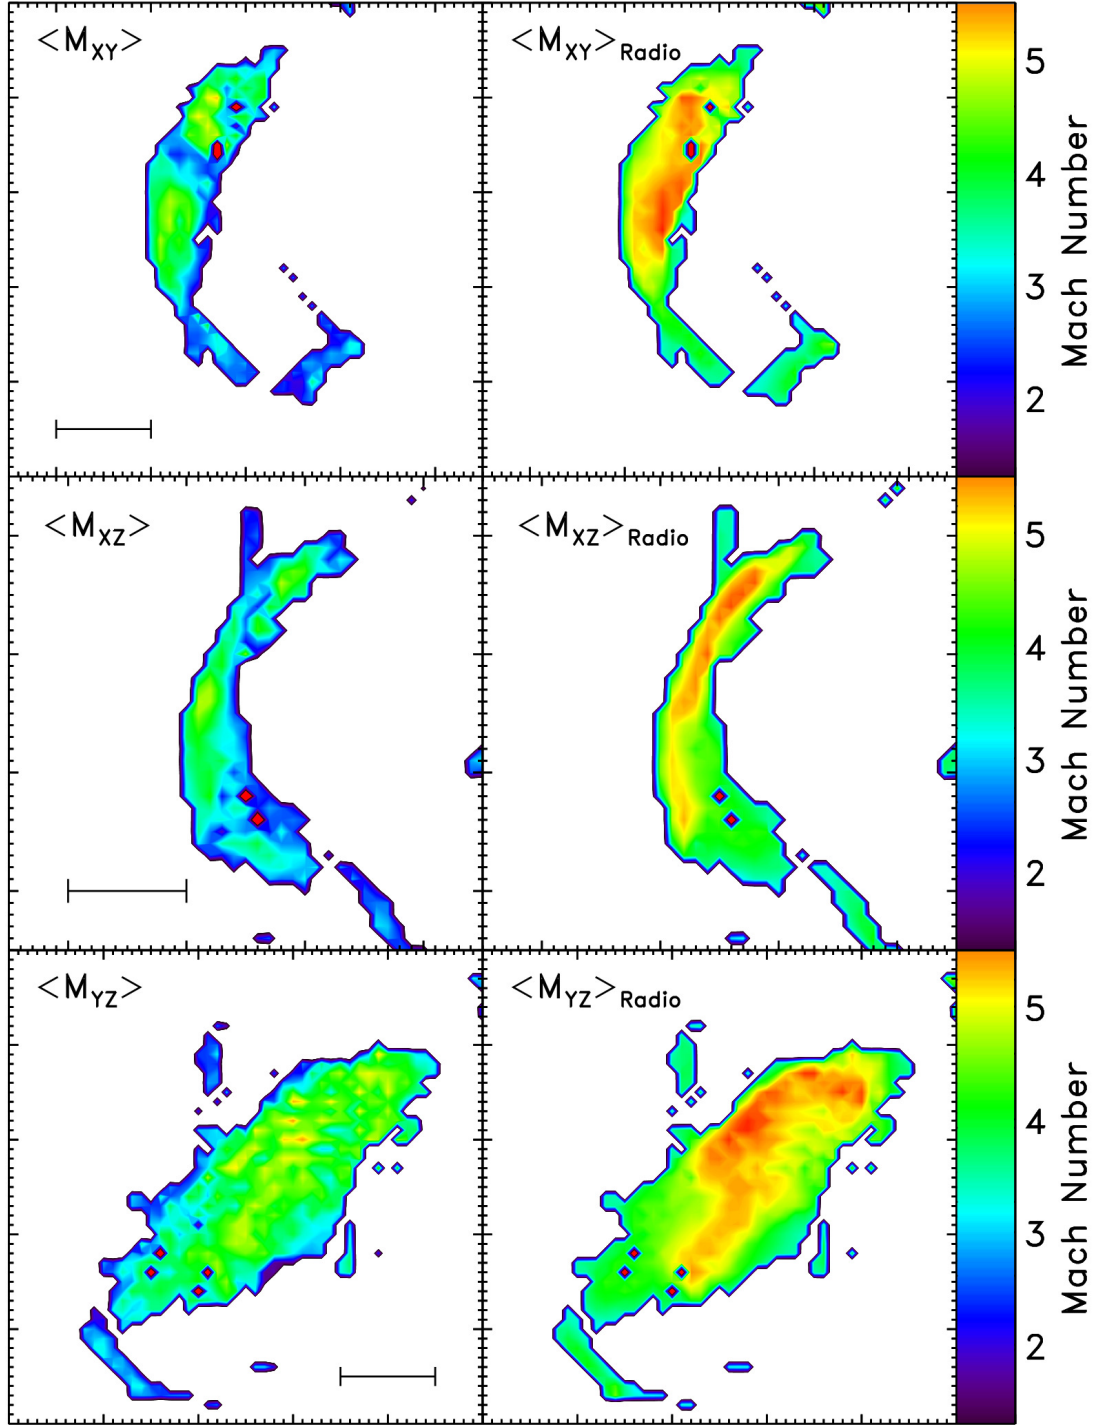 <M_XY>
<M_XY>_Radio
5
4
3
2
Mach Number
<M_XZ>
<M_XZ>_Radio
5
4
3
2
Mach Number
<M_YZ>
<M_YZ>_Radio
5
4
3
2
Mach Number